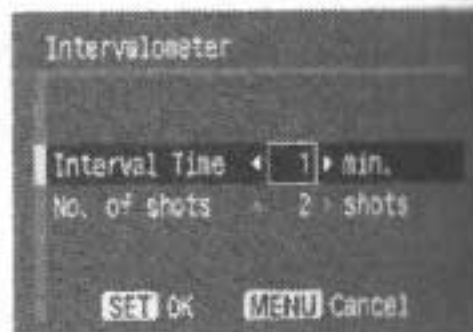 Intervalometer
Interval Time 1 min.
No. of shots 2 shots
SET OK MENU Cancel